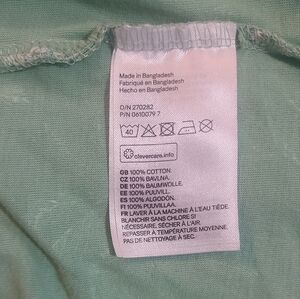 Made in Bangladesh
Fabriqué en Bangladesh
Hecho en Bangladesh
O/N 270282
P/N 0610079 7
40
clevercare.info
GB 100% COTTON.
CZ 100% BAVLNA.
DE 100% BAUMWOLLE.
EE 100% PUUVILL.
ES 100% ALGODÓN.
FI 100% PUUVILLAA.
FR LAVER À LA MACHINE À L'EAU TIÈDE.
BLANCHIR SANS CHLORE SI
NÉCESSAIRE. SÉCHER À L'AIR.
REPASSER À TEMPÉRATURE MOYENNE.
PAS DE NETTOYAGE À SEC.